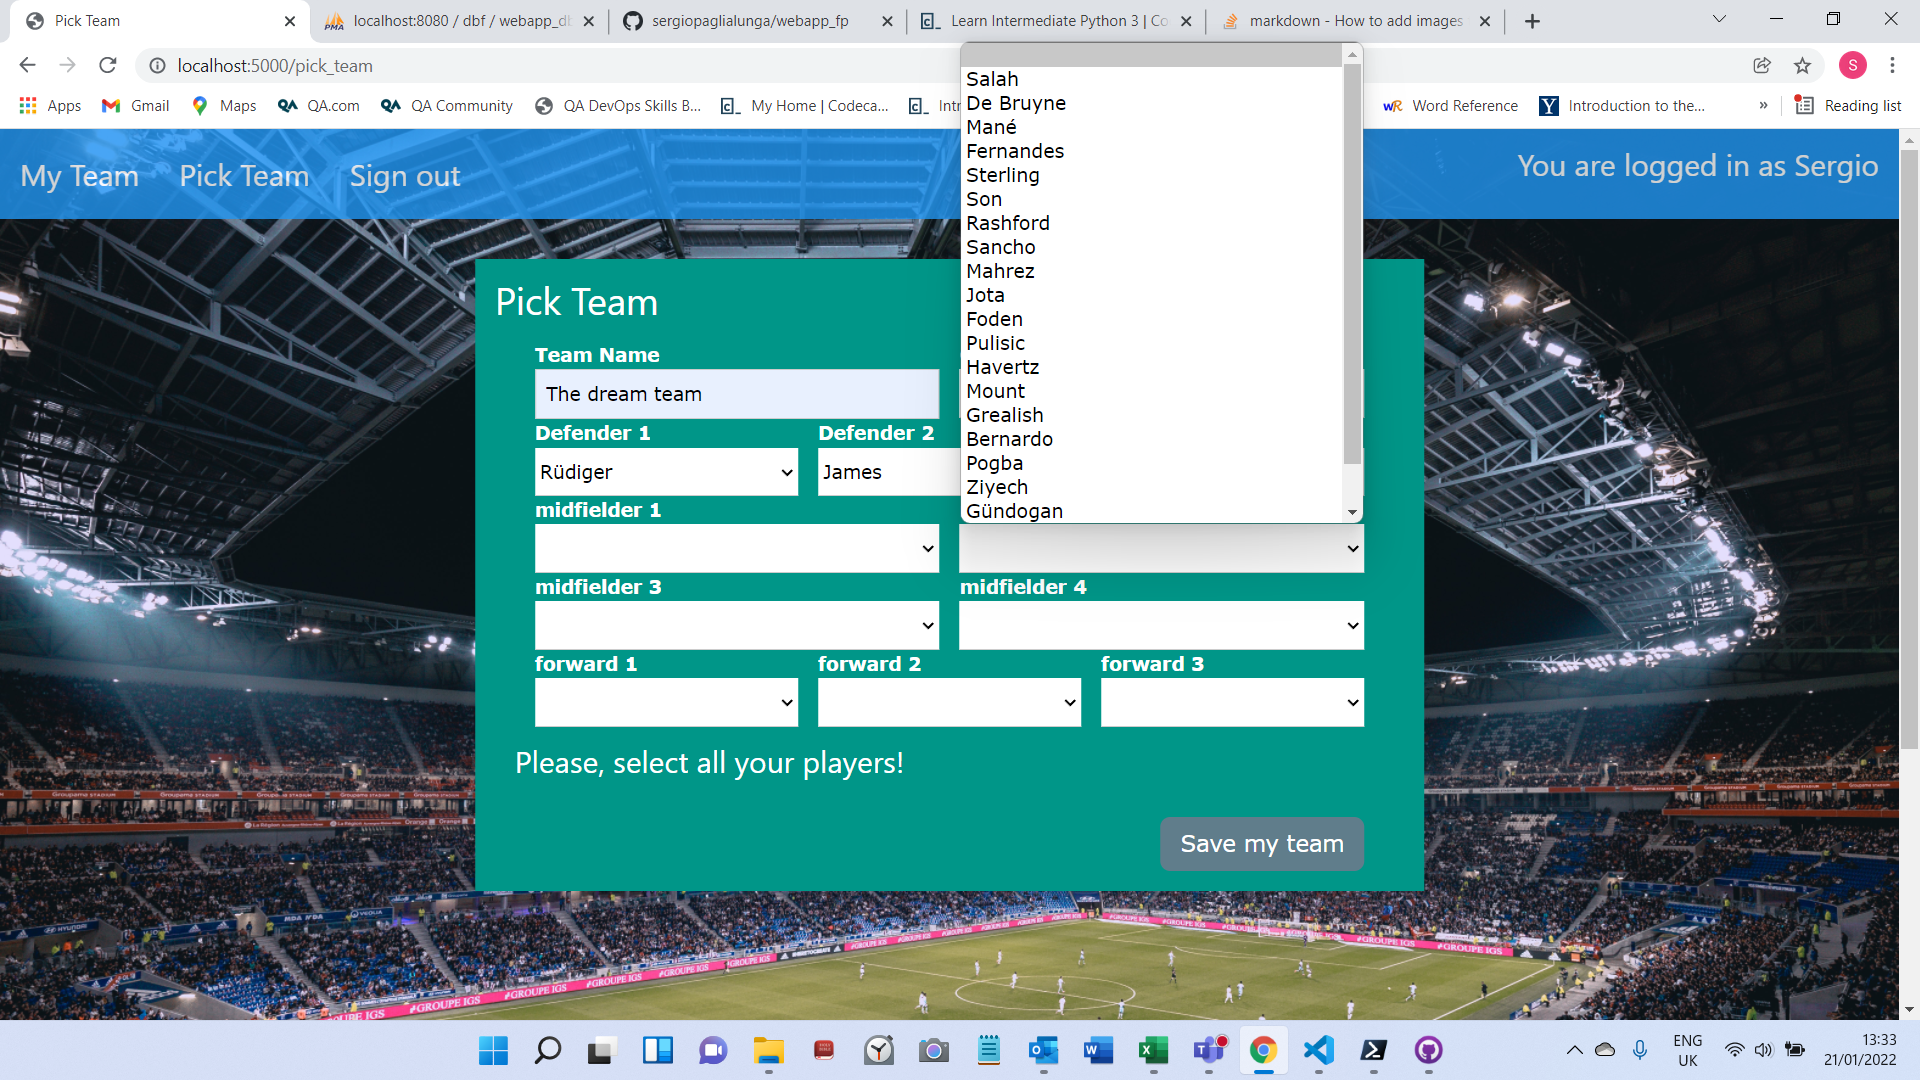 Pick Team
localhost:8080 / dbf / webapp_db
sergiopaglialunga/webapp_fp
Learn Intermediate Python 3 | Co
markdown - How to add images
localhost:5000/pick_team
S
Apps
Gmail
Maps
QA.com
QA Community
QA DevOps Skills B...
My Home | Codeca...
Intr
Word Reference
Introduction to the...
»
Reading list
My Team
Pick Team
Sign out
You are logged in as Sergio
Salah
De Bruyne
Mané
Fernandes
Sterling
Son
Rashford
Sancho
Mahrez
Jota
Foden
Pulisic
Havertz
Mount
Grealish
Bernardo
Pogba
Ziyech
Gündogan
Pick Team
Team Name
The dream team
Defender 1
Defender 2
Rüdiger
James
midfielder 1
midfielder 3
midfielder 4
forward 1
forward 2
forward 3
Please, select all your players!
Save my team
ENG
UK
13:33
21/01/2022